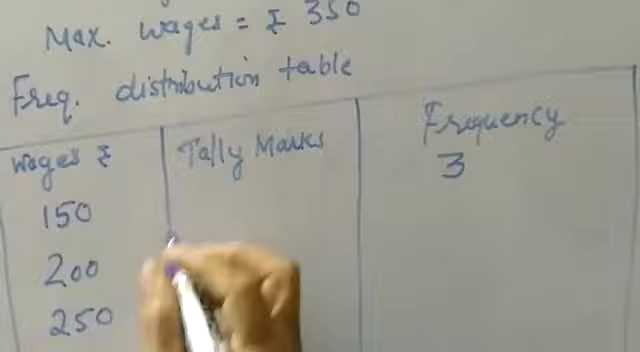 Max. wages = ₹ 350
Freq. distribution table
Wages ₹ Tally Marks Frequency
150 3
200
250